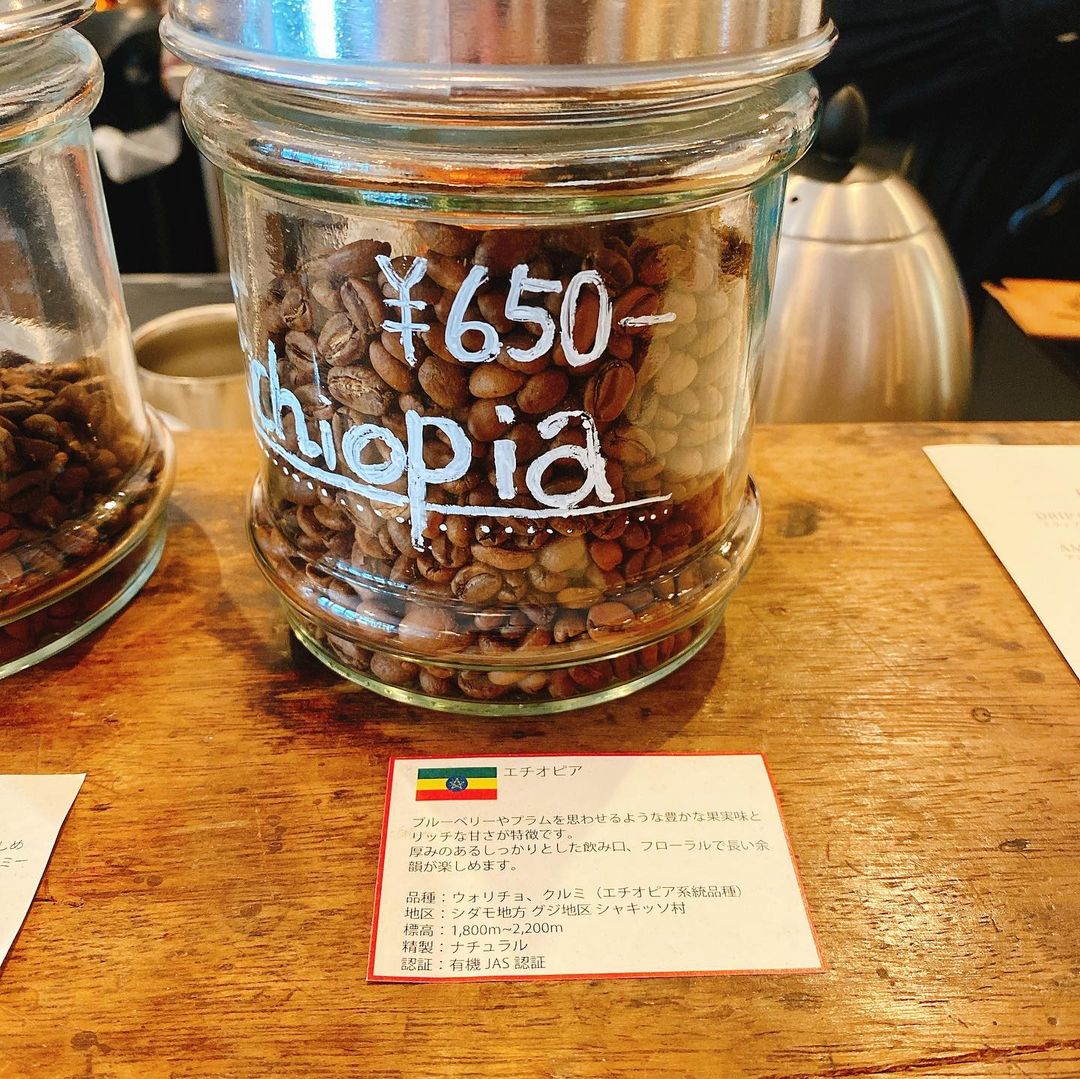 ¥650-
thiopia
エチオピア
ブルーベリーやプラムを思わせるような豊かな果実味と
リッチな甘さが特徴です。
厚みのあるしっかりとした飲み口、フローラルで長い余
韻が楽しめます。
品種：ウォリチョ、クルミ（エチオピア系統品種）
地区：シダモ地方 グジ地区 シャキッソ村
標高：1,800m~2,200m
精製：ナチュラル
認証：有機 JAS 認証
しめ
ミー
DRIP